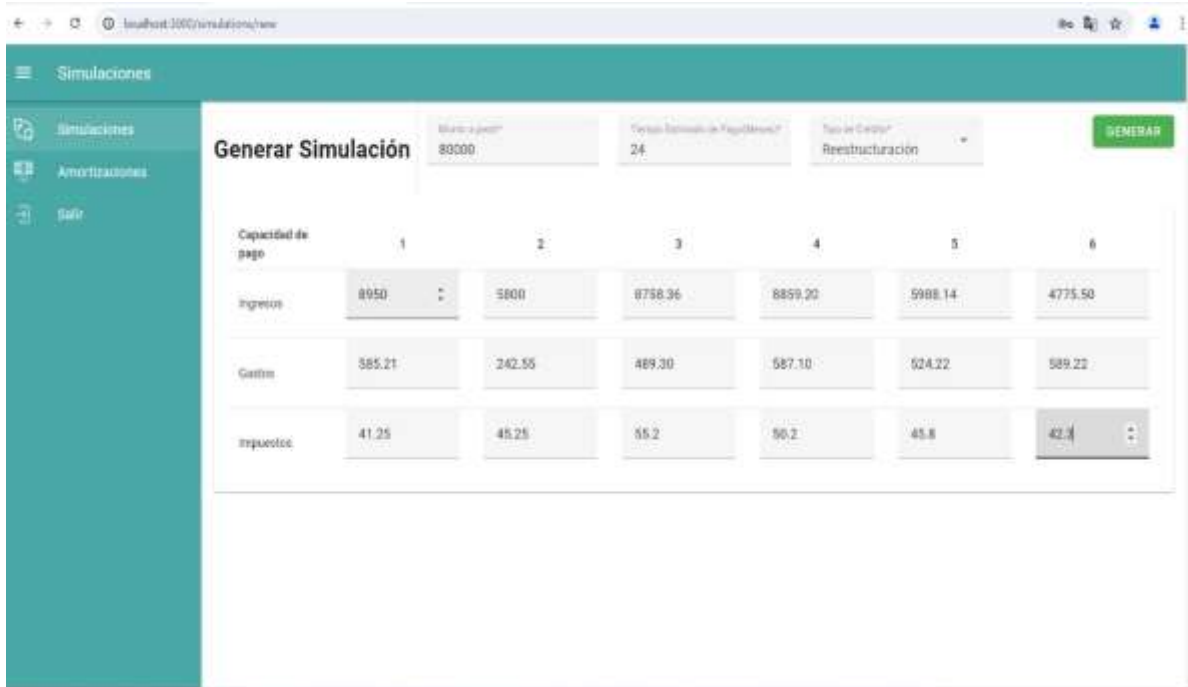 localhost:3000/simulations/new
Simulaciones
Simulaciones
Amortizaciones
Salir
Generar Simulación
80000
24
Tipo de Crédito*
Reestructuración
GENERAR
Capacidad de
pago
1 2 3 4 5 6
Ingresos 8950 5800 8758.36 8859.20 5988.14 4775.50
Gastos 585.21 242.55 489.30 587.10 524.22 589.22
Impuestos 41.25 45.25 55.2 50.2 45.8